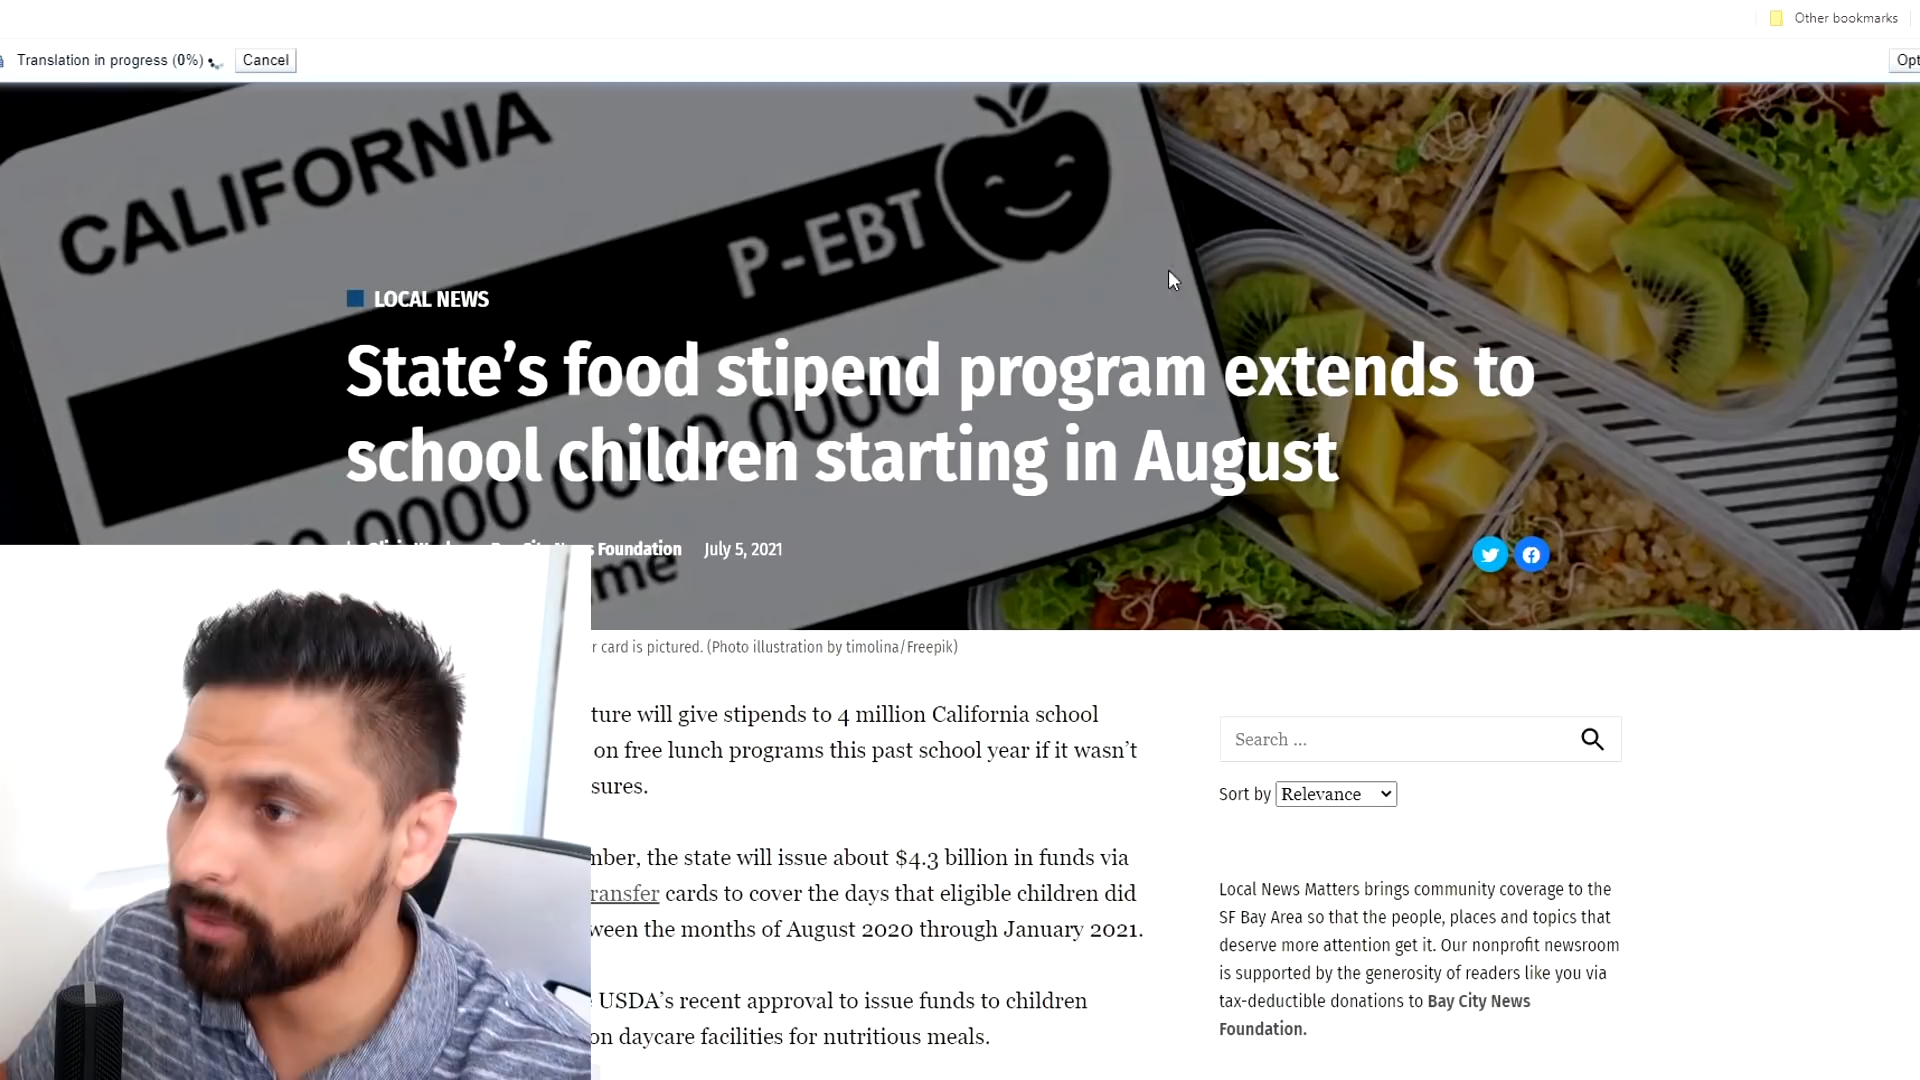 Other bookmarks
Translation in progress (0%)
Cancel
Opt
CALIFORNIA
P-EBT
LOCAL NEWS
State's food stipend program extends to
school children starting in August
0000
0000
Foundation
July 5, 2021
me
r card is pictured. (Photo illustration by timolina/Freepik)
ture will give stipends to 4 million California school
on free lunch programs this past school year if it wasn't
sures.
mber, the state will issue about $4.3 billion in funds via
ransfer cards to cover the days that eligible children did
ween the months of August 2020 through January 2021.
USDA's recent approval to issue funds to children
on daycare facilities for nutritious meals.
Search ...
Sort by Relevance
Local News Matters brings community coverage to the
SF Bay Area so that the people, places and topics that
deserve more attention get it. Our nonprofit newsroom
is supported by the generosity of readers like you via
tax-deductible donations to Bay City News
Foundation.